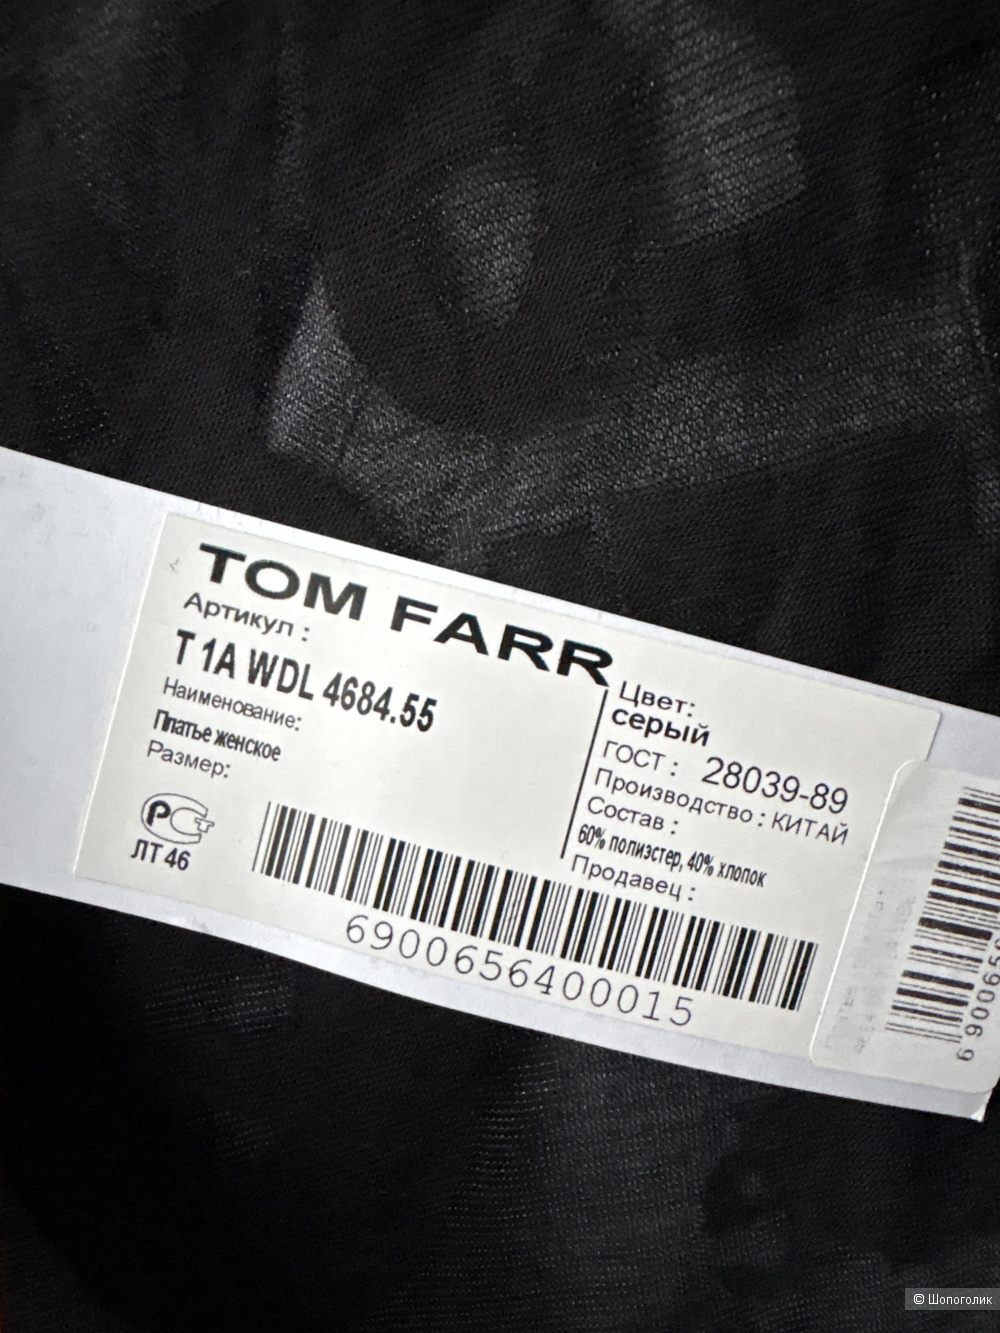 TOM FARR
Артикул :
T 1A WDL 4684.55
Наименование:
Платье женское
Размер:
РСТ
ЛТ 46
Цвет:
серый
ГОСТ : 28039-89
Производство : КИТАЙ
Состав :
60% полиэстер, 40% хлопок
Продавец :
6900656400015
© Шопоголик